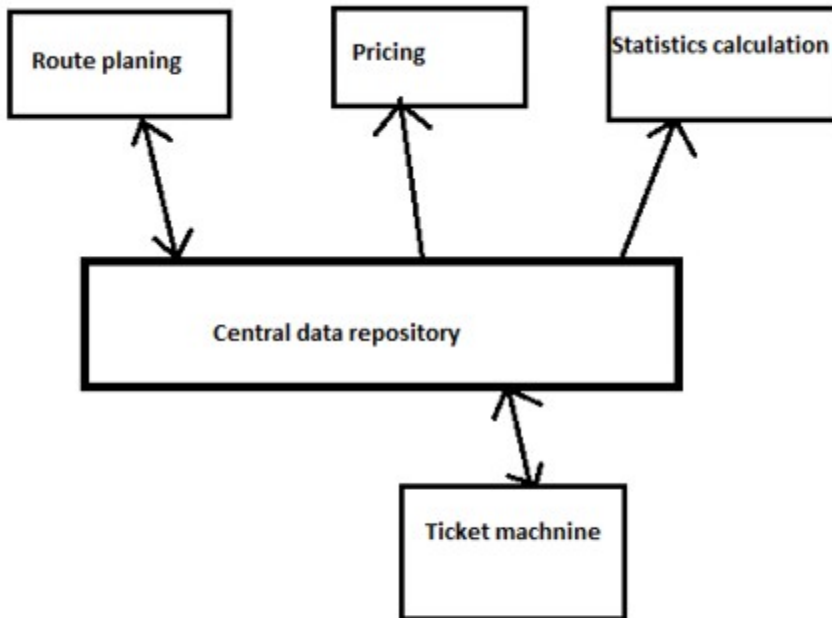 Route planing
Pricing
Statistics calculation
Central data repository
Ticket machnine